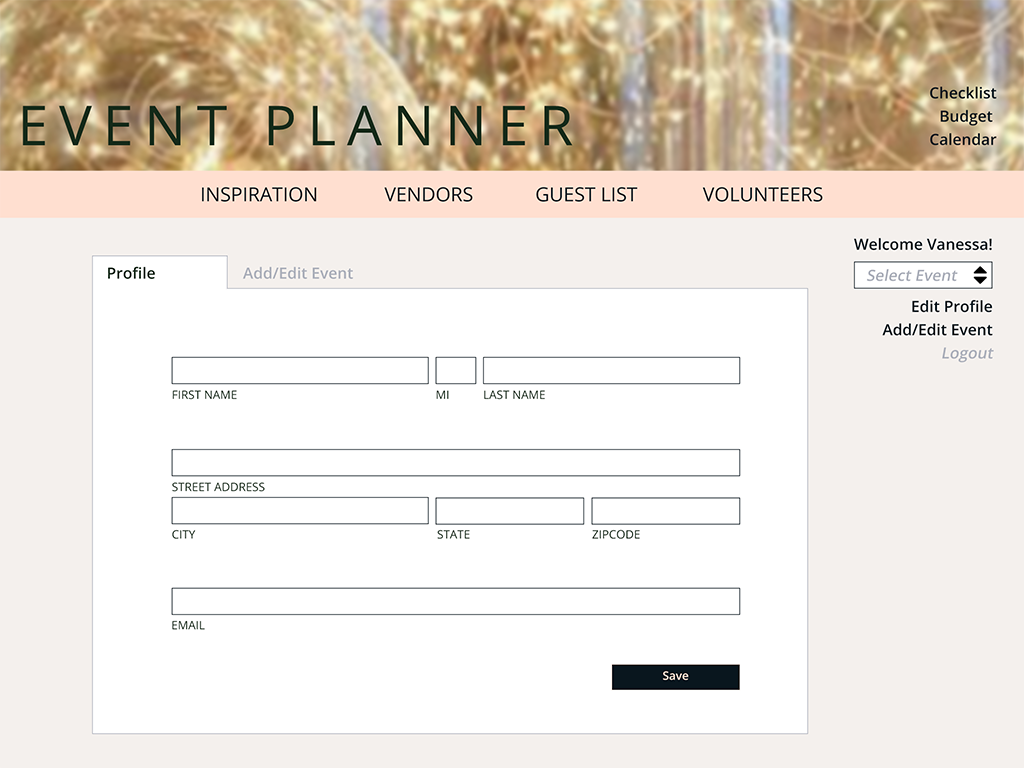 EVENT PLANNER
Checklist
Budget
Calendar
INSPIRATION VENDORS GUEST LIST VOLUNTEERS
Welcome Vanessa!
Select Event
Edit Profile
Add/Edit Event
Logout
Profile Add/Edit Event
FIRST NAME MI LAST NAME
STREET ADDRESS
CITY STATE ZIPCODE
EMAIL
Save